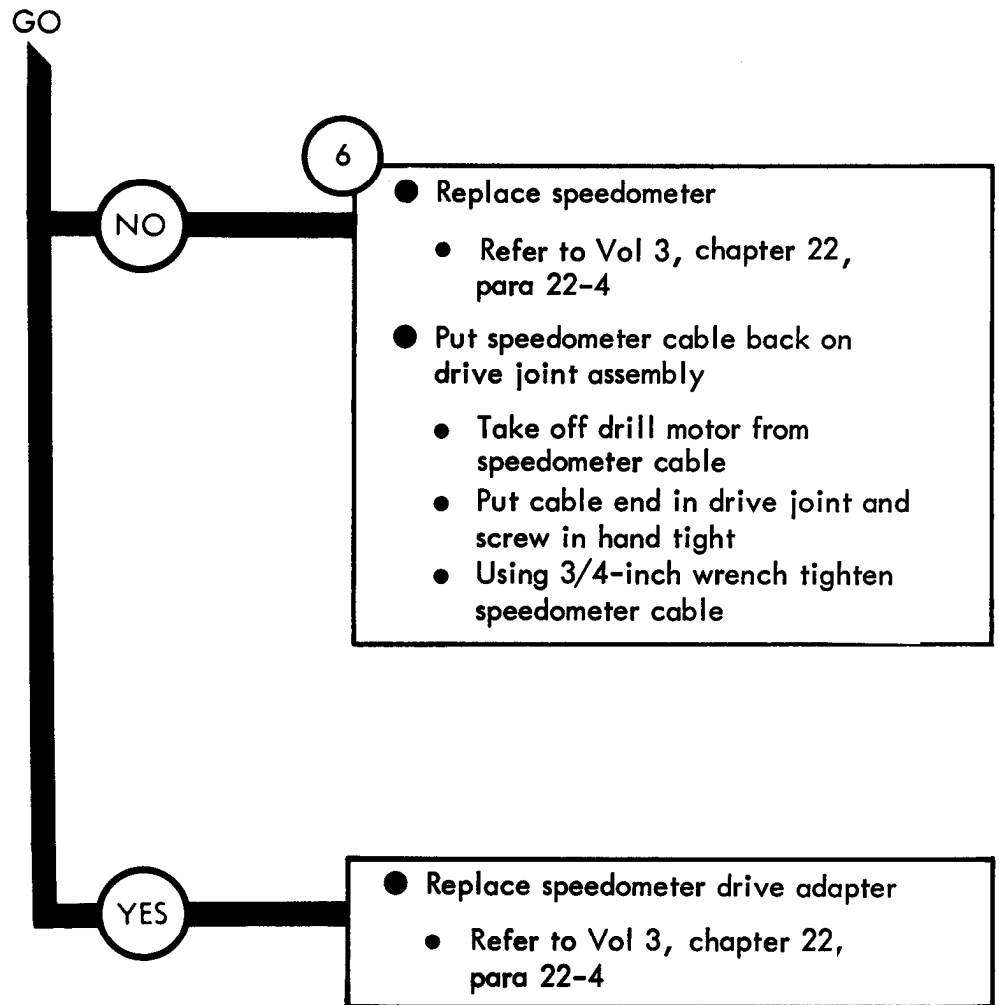 GO
NO
6
● Replace speedometer
● Refer to Vol 3, chapter 22,
para 22-4
● Put speedometer cable back on
drive joint assembly
● Take off drill motor from
speedometer cable
● Put cable end in drive joint and
screw in hand tight
● Using 3/4-inch wrench tighten
speedometer cable
YES
● Replace speedometer drive adapter
● Refer to Vol 3, chapter 22,
para 22-4